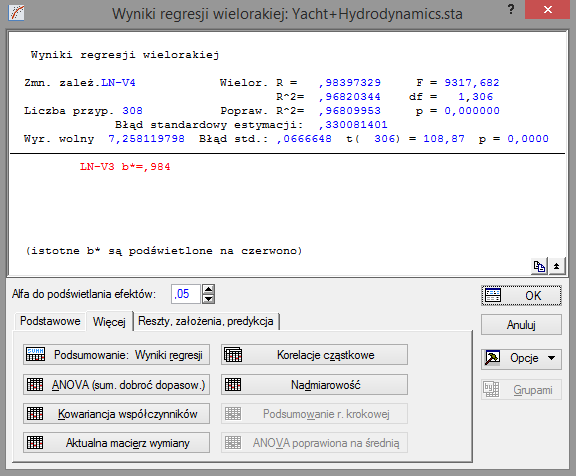 Wyniki regresji wielorakiej: Yacht+Hydrodynamics.sta
?
Wyniki regresji wielorakiej
Zmn. zależ.LN-V4 Wielor. R = ,98397329 F = 9317,682
R^2= ,96820344 df = 1,306
Liczba przyp. 308 Popraw. R^2= ,96809953 p = 0,000000
Błąd standardowy estymacji: ,330081401
Wyr. wolny 7,258119798 Błąd std.: ,0666648 t( 306) = 108,87 p = 0,0000
LN-V3 b*=,984
(istotne b* są podświetlone na czerwono)
Alfa do podświetlania efektów: ,05
OK
Podstawowe Więcej Reszty, założenia, predykcja
Anuluj
Podsumowanie: Wyniki regresji Korelacje cząstkowe
Opcje
ANOVA (sum. dobroć dopasow.) Nadmiarowość
Grupami
Kowariancja współczynników Podsumowanie r. krokowej
Aktualna macierz wymiany ANOVA poprawiona na średnią